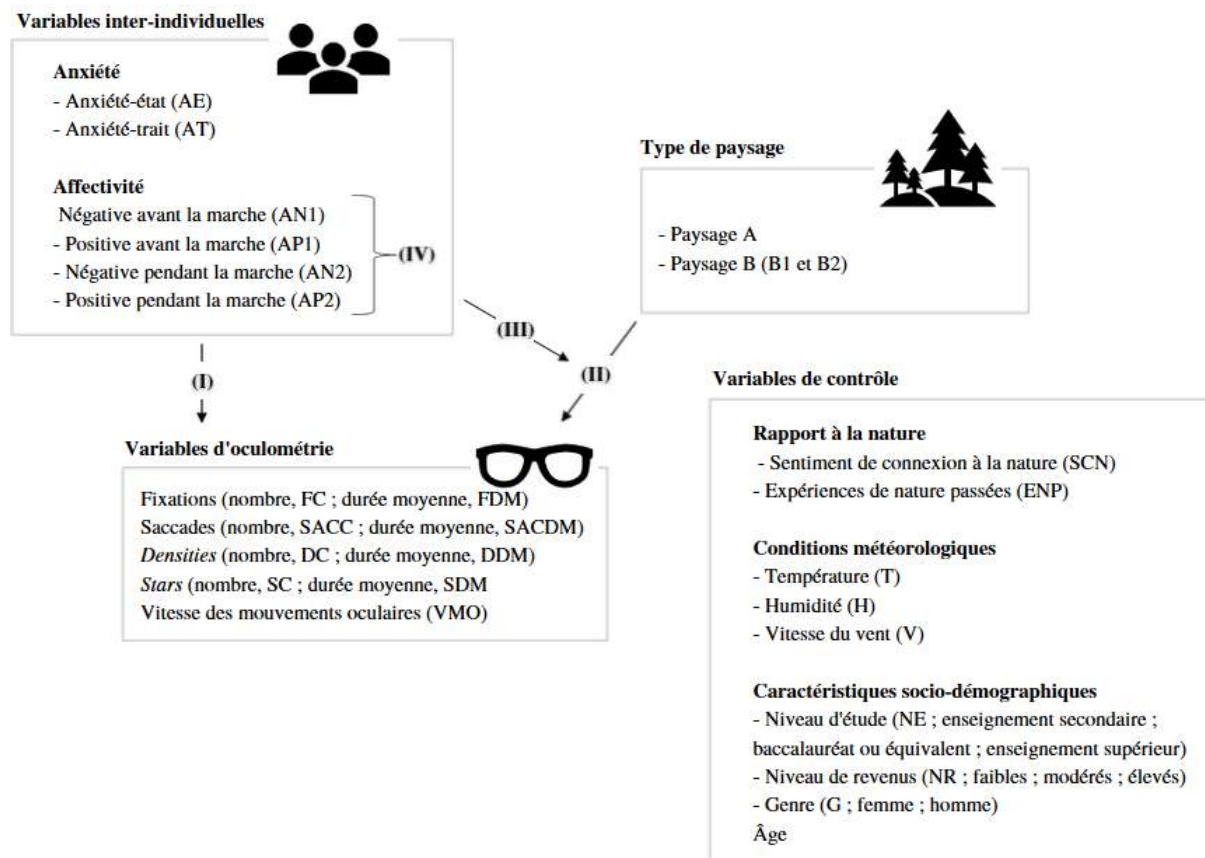 Variables inter-individuelles
Anxiété
- Anxiété-état (AE)
- Anxiété-trait (AT)
Affectivité
Négative avant la marche (AN1)
- Positive avant la marche (AP1)
- Négative pendant la marche (AN2)
- Positive pendant la marche (AP2)
(IV)
Type de paysage
- Paysage A
- Paysage B (B1 et B2)
(III)
(II)
(I)
Variables d'oculométrie
Fixations (nombre, FC ; durée moyenne, FDM)
Saccades (nombre, SACC ; durée moyenne, SACDM)
Densities (nombre, DC ; durée moyenne, DDM)
Stars (nombre, SC ; durée moyenne, SDM
Vitesse des mouvements oculaires (VMO)
Variables de contrôle
Rapport à la nature
- Sentiment de connexion à la nature (SCN)
- Expériences de nature passées (ENP)
Conditions météorologiques
- Température (T)
- Humidité (H)
- Vitesse du vent (V)
Caractéristiques socio-démographiques
- Niveau d'étude (NE ; enseignement secondaire ;
baccalauréat ou équivalent ; enseignement supérieur)
- Niveau de revenus (NR ; faibles ; modérés ; élevés)
- Genre (G ; femme ; homme)
Âge